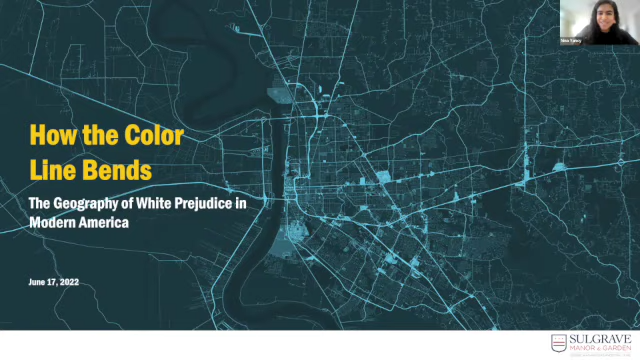 How the Color
Line Bends
The Geography of White Prejudice in
Modern America
June 17, 2022
SULGRAVE
MANOR & GARDEN